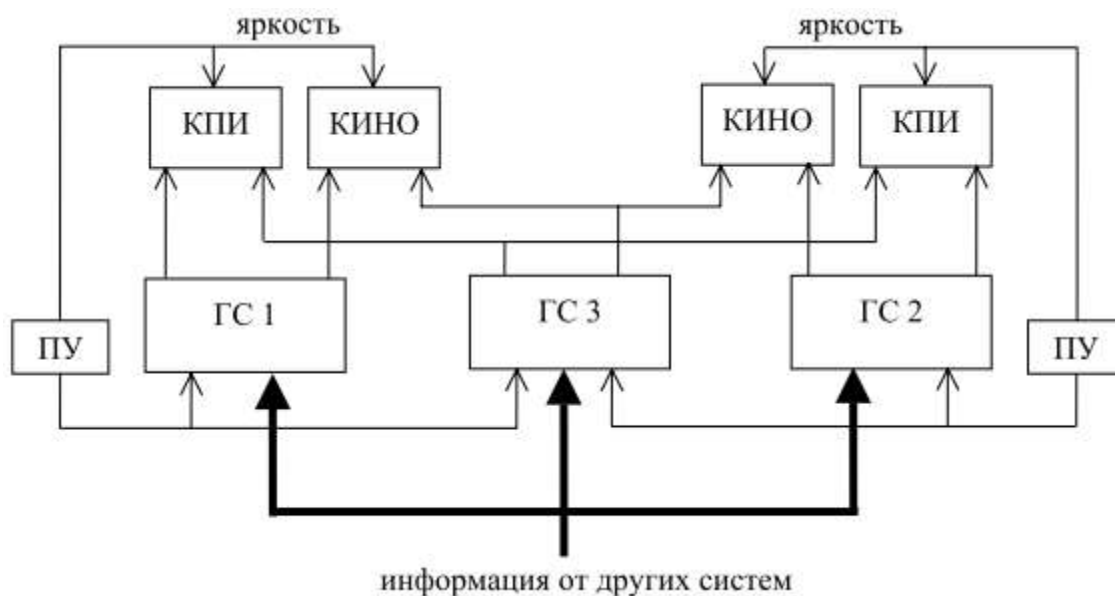 яркость
яркость
КПИ
КИНО
КИНО
КПИ
ГС 1
ГС 3
ГС 2
ПУ
ПУ
информация от других систем